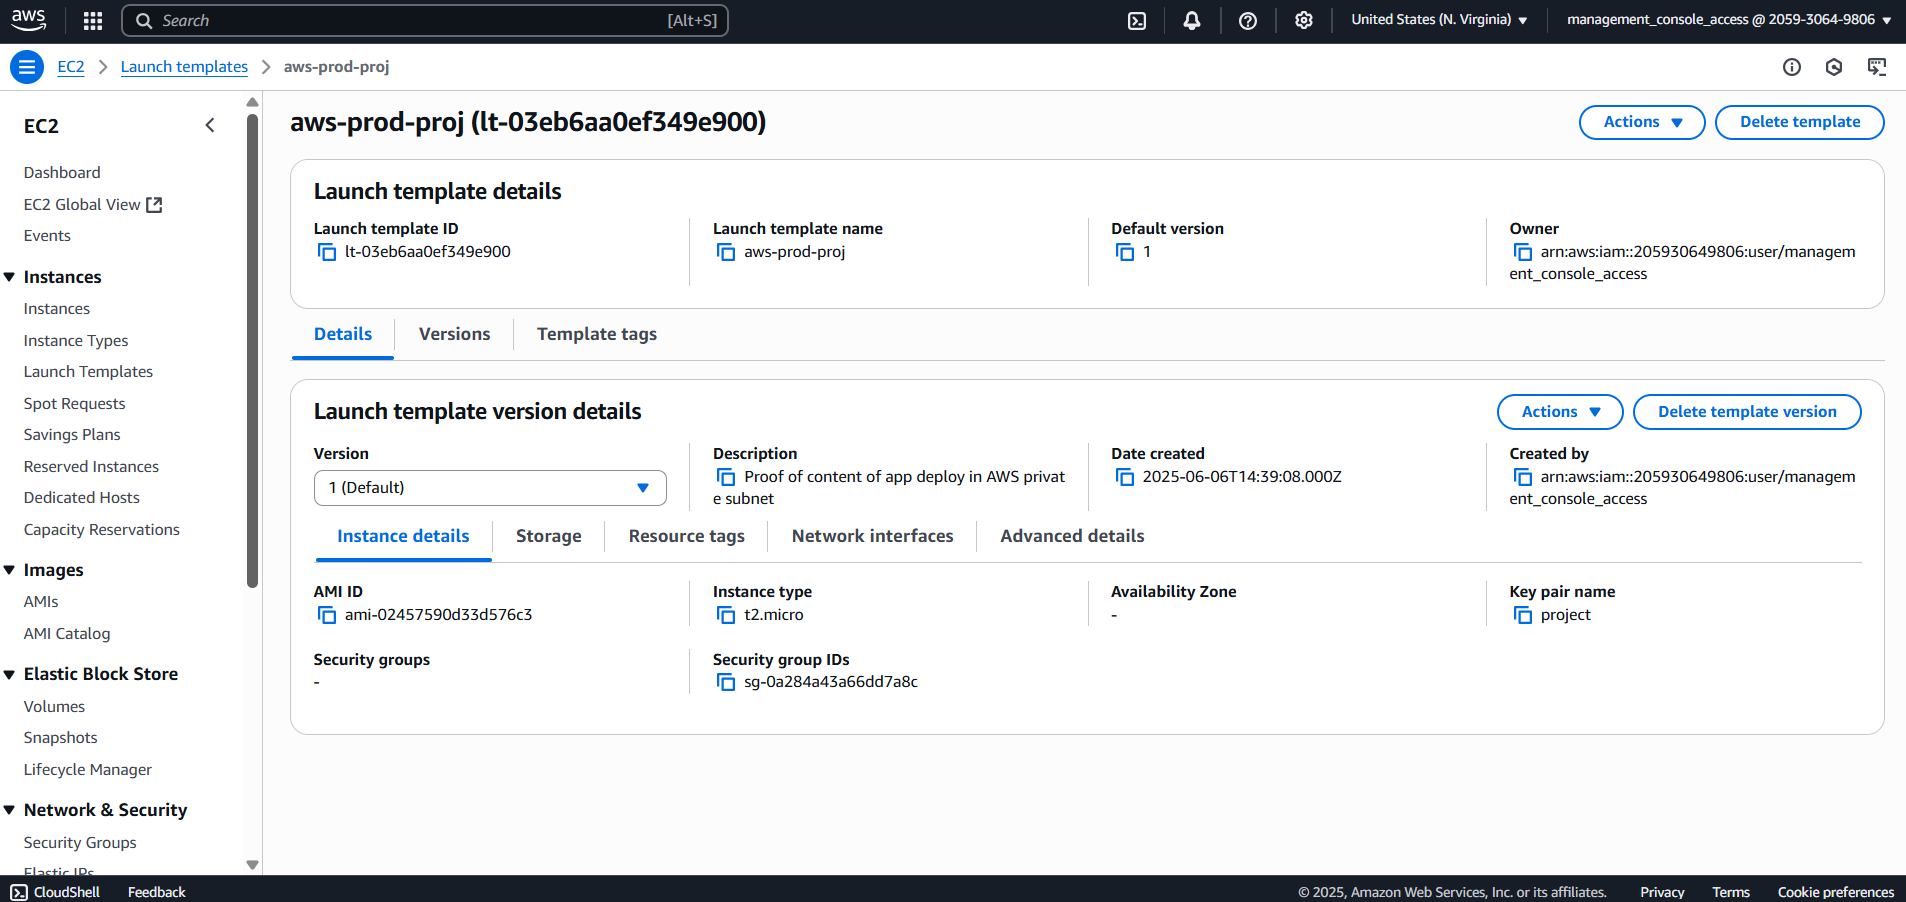 aws
Search
[Alt+S]
United States (N. Virginia)
management_console_access @ 2059-3064-9806
EC2
Launch templates
aws-prod-proj
EC2
Dashboard
EC2 Global View
Events
Instances
Instances
Instance Types
Launch Templates
Spot Requests
Savings Plans
Reserved Instances
Dedicated Hosts
Capacity Reservations
Images
AMIs
AMI Catalog
Elastic Block Store
Volumes
Snapshots
Lifecycle Manager
Network & Security
Security Groups
Elastic IPs
aws-prod-proj (lt-03eb6aa0ef349e900)
Actions
Delete template
Launch template details
Launch template ID
lt-03eb6aa0ef349e900
Launch template name
aws-prod-proj
Default version
1
Owner
arn:aws:iam::205930649806:user/managem
ent_console_access
Details
Versions
Template tags
Launch template version details
Actions
Delete template version
Version
1 (Default)
Description
Proof of content of app deploy in AWS privat
e subnet
Date created
2025-06-06T14:39:08.000Z
Created by
arn:aws:iam::205930649806:user/managem
ent_console_access
Instance details
Storage
Resource tags
Network interfaces
Advanced details
AMI ID
ami-02457590d33d576c3
Instance type
t2.micro
Availability Zone
-
Key pair name
project
Security groups
-
Security group IDs
sg-0a284a43a66dd7a8c
CloudShell
Feedback
© 2025, Amazon Web Services, Inc. or its affiliates.
Privacy
Terms
Cookie preferences